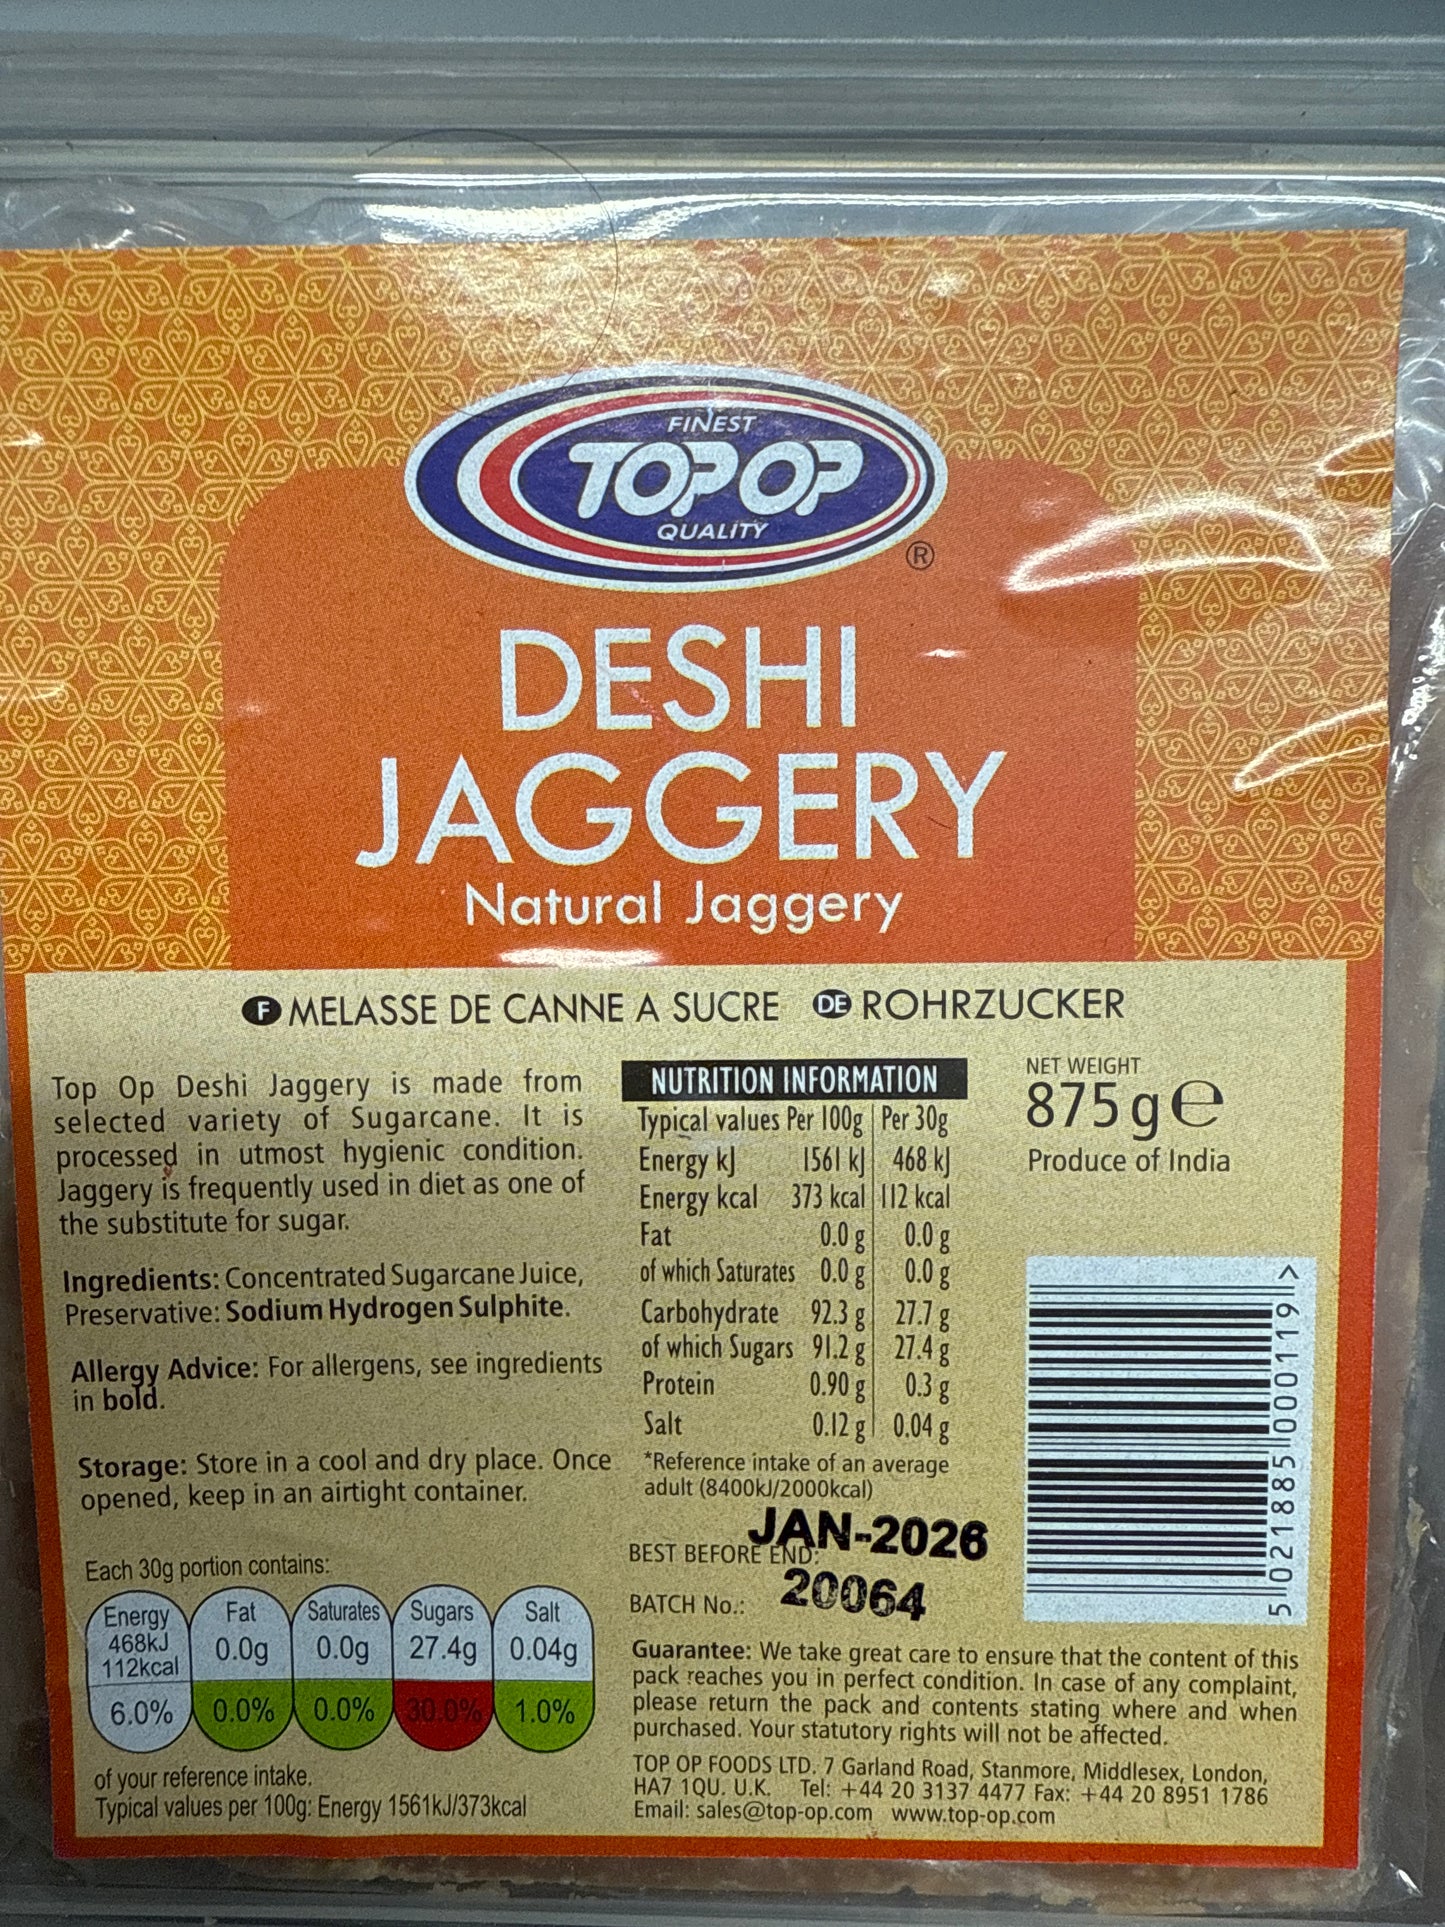 FINEST
TOPOP
QUALITY
®
DESHI
JAGGERY
Natural Jaggery
F MELASSE DE CANNE A SUCRE DE ROHRZUCKER
Top Op Deshi Jaggery is made from
selected variety of Sugarcane. It is
processed in utmost hygienic condition.
Jaggery is frequently used in diet as one of
the substitute for sugar.
Ingredients: Concentrated Sugarcane Juice,
Preservative: Sodium Hydrogen Sulphite.
Allergy Advice: For allergens, see ingredients
in bold.
Storage: Store in a cool and dry place. Once
opened, keep in an airtight container.
Each 30g portion contains:
Energy Fat Saturates Sugars Salt
468kJ 0.0g 0.0g 27.4g 0.04g
112kcal
6.0% 0.0% 0.0% 30.0% 1.0%
of your reference intake.
Typical values per 100g: Energy 1561kJ/373kcal
NUTRITION INFORMATION
Typical values Per 100g Per 30g
Energy kJ 1561 kJ 468 kJ
Energy kcal 373 kcal 112 kcal
Fat 0.0 g 0.0 g
of which Saturates 0.0 g 0.0 g
Carbohydrate 92.3 g 27.7 g
of which Sugars 91.2 g 27.4 g
Protein 0.90 g 0.3 g
Salt 0.12 g 0.04 g
*Reference intake of an average
adult (8400kJ/2000kcal)
JAN-2026
BEST BEFORE END:
20064
BATCH No.:
NET WEIGHT
875 g e
Produce of India
5 021885 000119 >
Guarantee: We take great care to ensure that the content of this
pack reaches you in perfect condition. In case of any complaint,
please return the pack and contents stating where and when
purchased. Your statutory rights will not be affected.
TOP OP FOODS LTD. 7 Garland Road, Stanmore, Middlesex, London,
HA7 1QU. U.K. Tel: +44 20 3137 4477 Fax: +44 20 8951 1786
Email: sales@top-op.com www.top-op.com